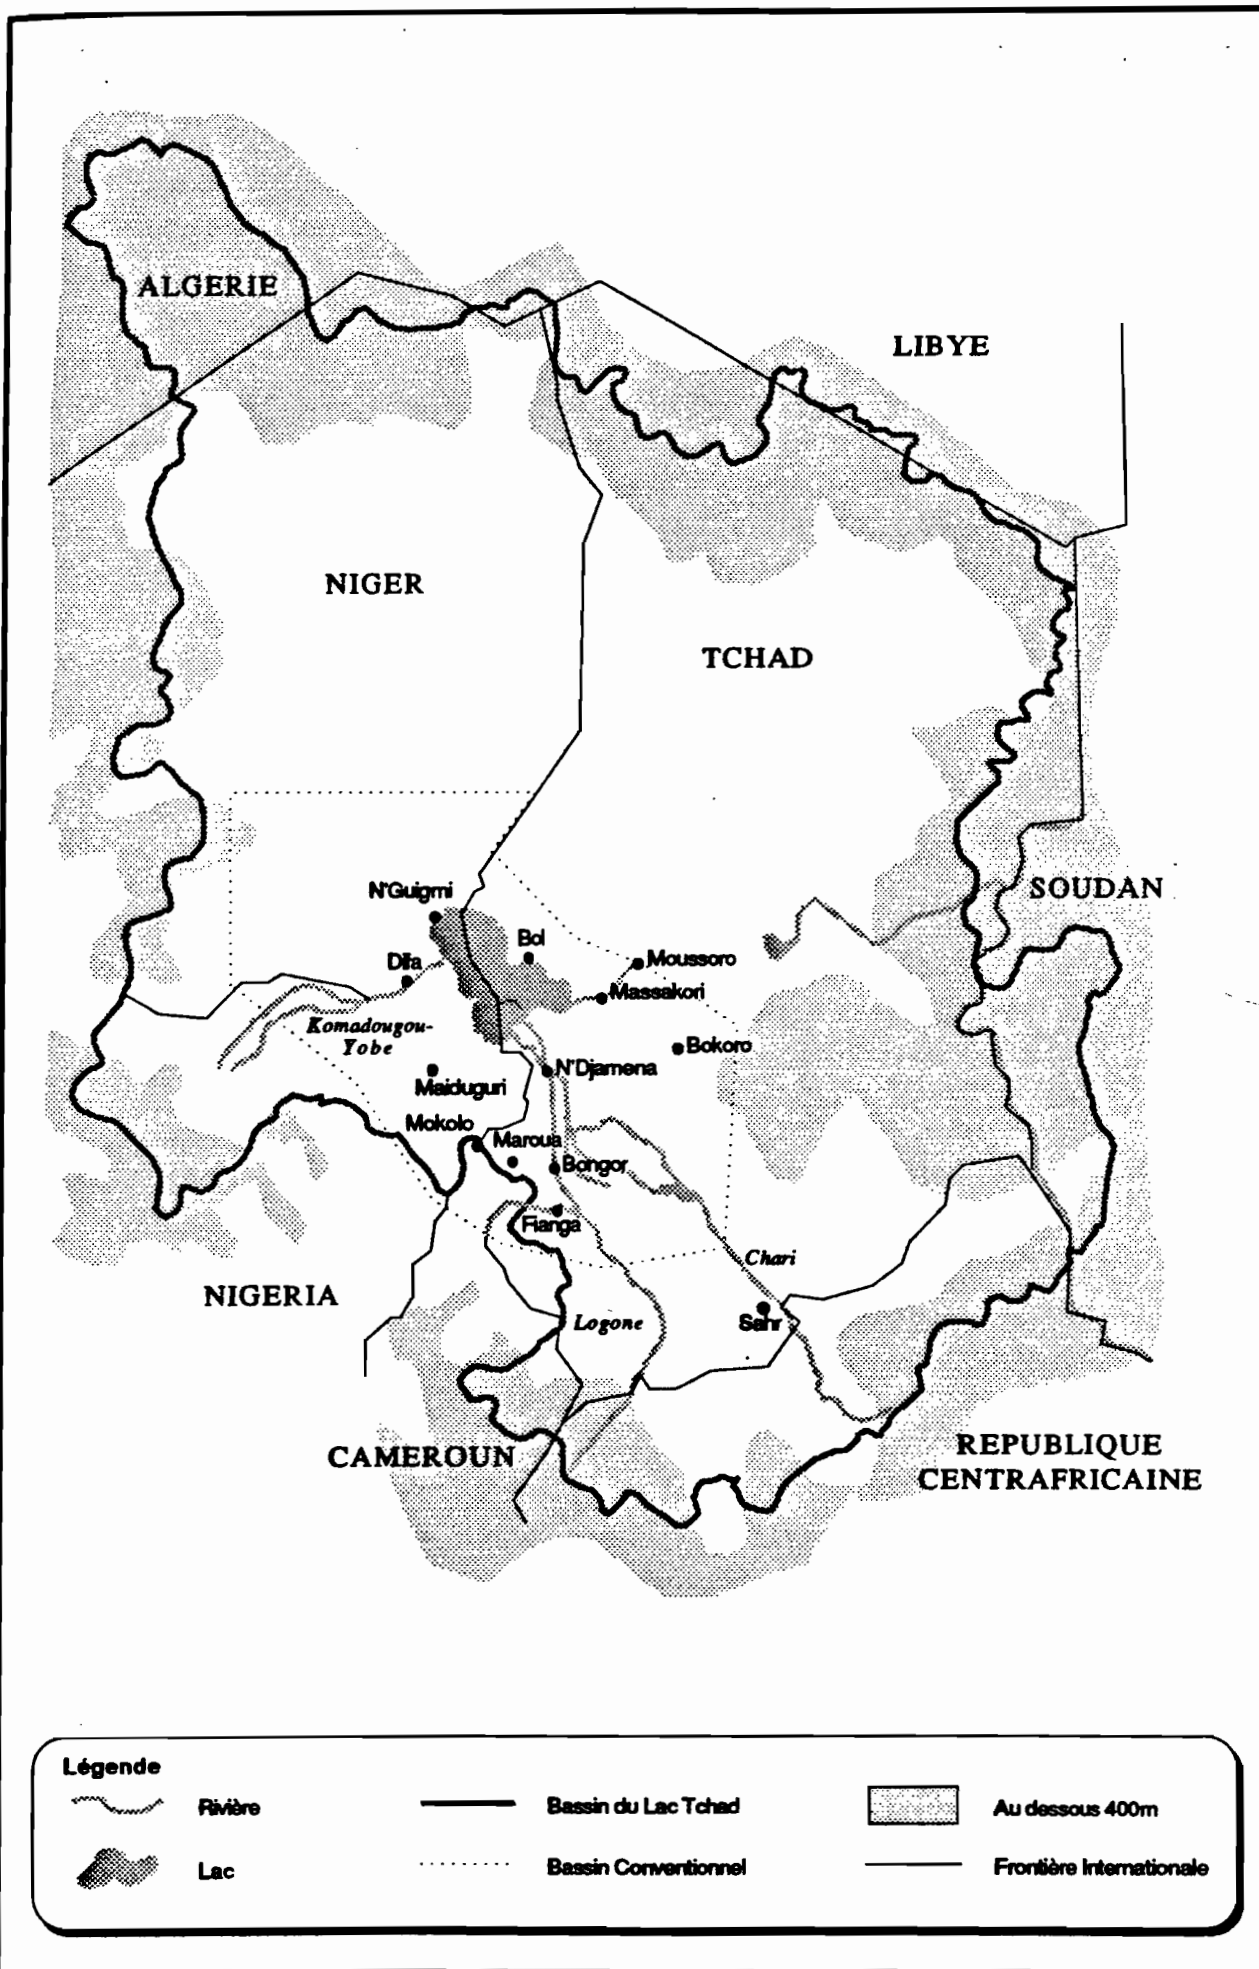 ALGERIE
LIBYE
NIGER
TCHAD
SOUDAN
N'Guigmi
Bol
Moussoro
Difa
Massakori
Komadougou-
Yobe
Bokoro
N'Djamena
Maiduguri
Mokolo
Maroua
Bongor
Fianga
Chari
NIGERIA
Logone
Sahr
CAMEROUN
REPUBLIQUE
CENTRAFRICAINE
Légende
Rivière
Bassin du Lac Tchad
Au dessous 400m
Lac
Bassin Conventionnel
Frontière Internationale